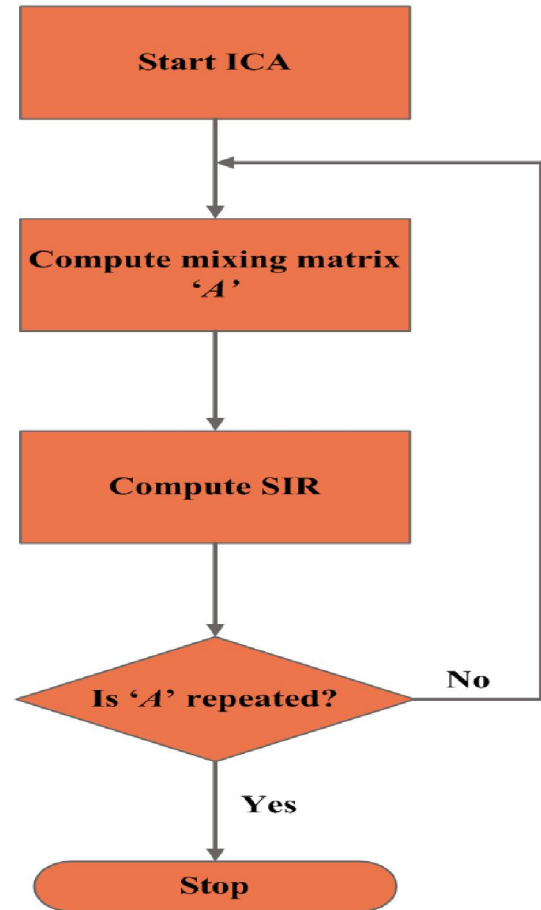 Start ICA
Compute mixing matrix
‘A’
Compute SIR
Is ‘A’ repeated?
No
Yes
Stop